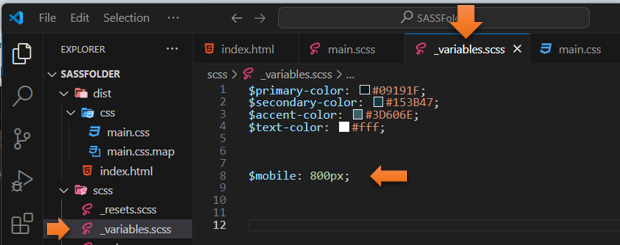 File Edit Selection ...
SASSFolder
EXPLORER
index.html
main.scss
_variables.scss
main.css
SASSFOLDER
dist
css
main.css
main.css.map
index.html
scss
_resets.scss
_variables.scss
scss > _variables.scss > ...
1 $primary-color: #09191F;
2 $secondary-color: #153B47;
3 $accent-color: #3D606E;
4 $text-color: #fff;
5
6
7
8 $mobile: 800px;
9
10
11
12